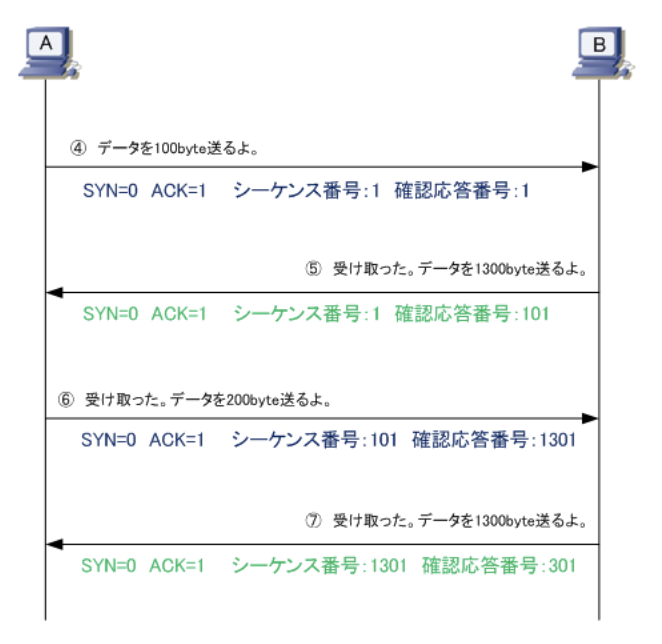 A
B
④ データを100byte送るよ。
SYN=0 ACK=1 シーケンス番号:1 確認応答番号:1
⑤ 受け取った。データを1300byte送るよ。
SYN=0 ACK=1 シーケンス番号:1 確認応答番号:101
⑥ 受け取った。データを200byte送るよ。
SYN=0 ACK=1 シーケンス番号:101 確認応答番号:1301
⑦ 受け取った。データを1300byte送るよ。
SYN=0 ACK=1 シーケンス番号:1301 確認応答番号:301